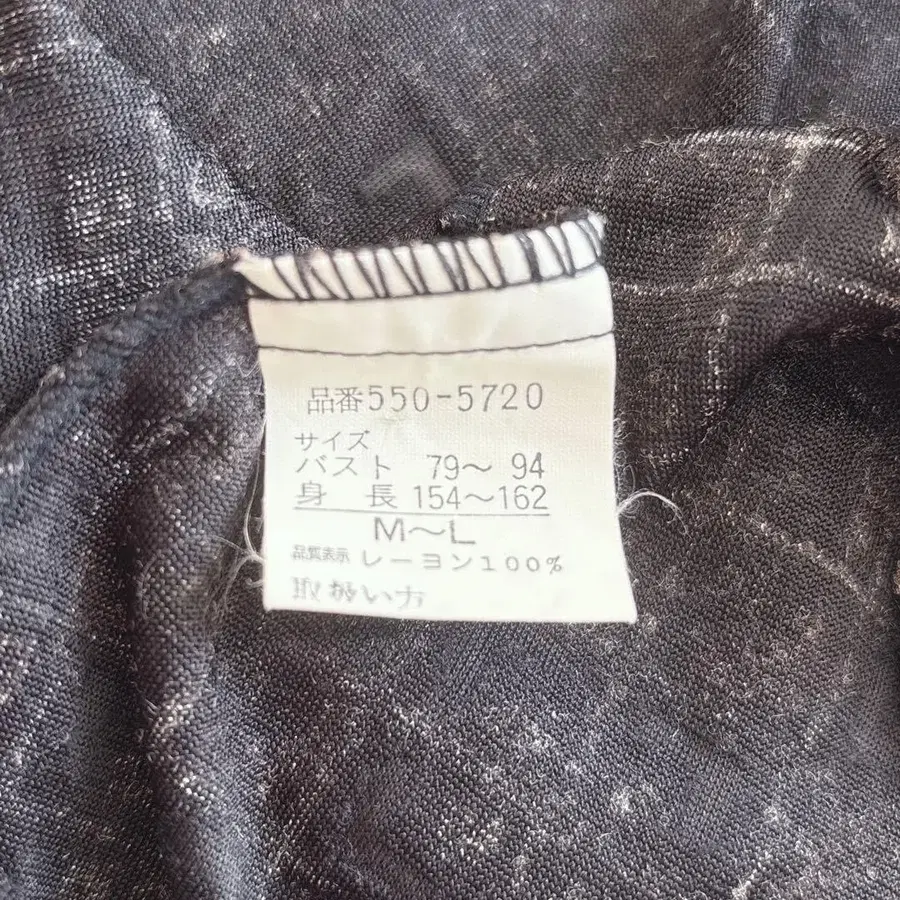 品番550-5720
サイズ
バスト 79〜 94
身 長 154〜162
M〜L
品質表示 レーヨン100%
取扱い方